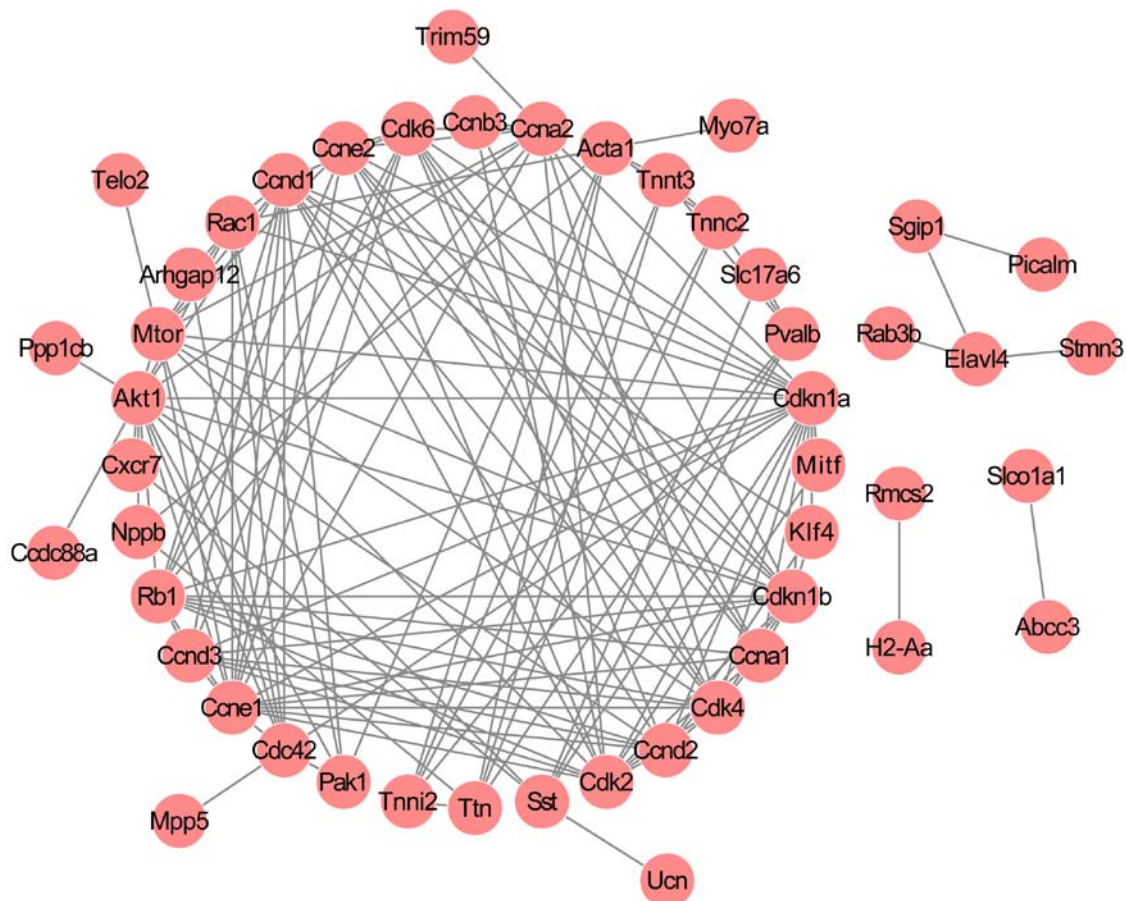 Trim59
Ccnb3
Cdk6
Ccna2
Myo7a
Ccne2
Acta1
Telo2
Ccnd1
Tnnt3
Rac1
Tnnc2
Sgip1
Arhgap12
Slc17a6
Picalm
Mtor
Pvalb
Rab3b
Ppp1cb
Elavl4
Stmn3
Akt1
Cdkn1a
Cxcr7
Mitf
Rmcs2
Slco1a1
Nppb
Klf4
Ccdc88a
Rb1
Cdkn1b
Ccnd3
Ccna1
H2-Aa
Abcc3
Ccne1
Cdk4
Cdc42
Ccnd2
Pak1
Cdk2
Tnni2
Ttn
Sst
Mpp5
Ucn